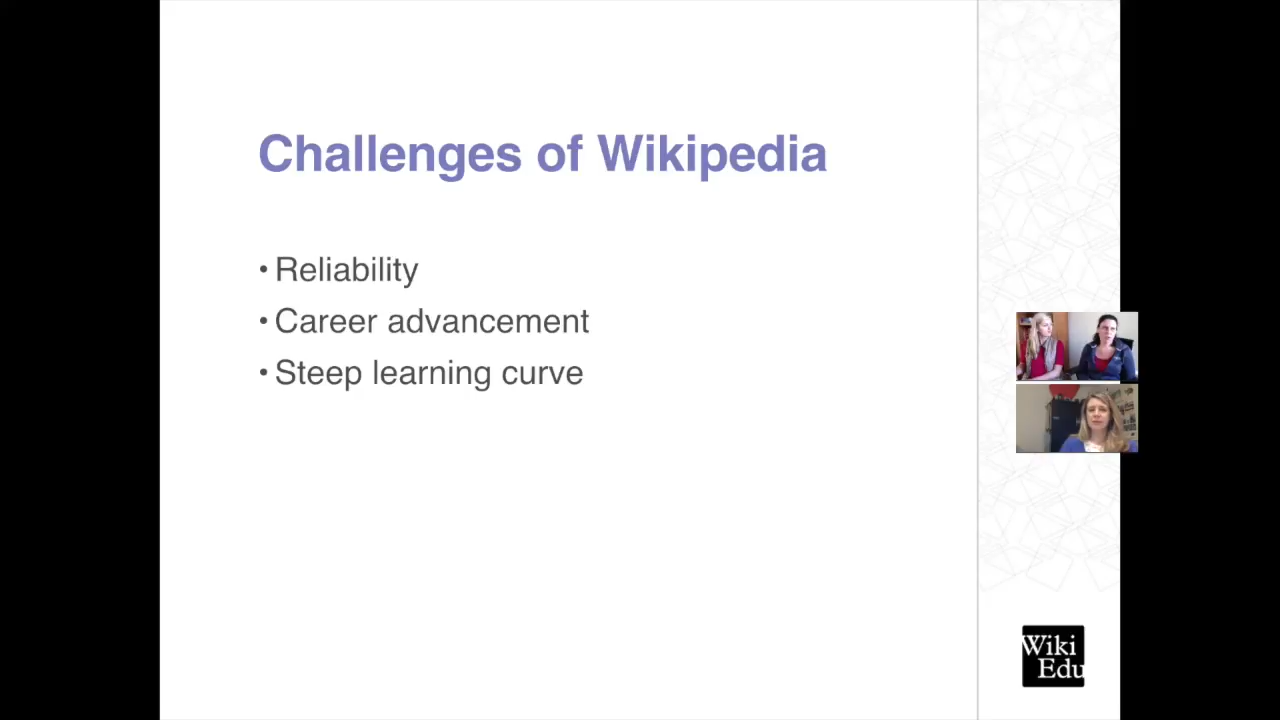 Challenges of Wikipedia
• Reliability
• Career advancement
• Steep learning curve
Wiki
Edu